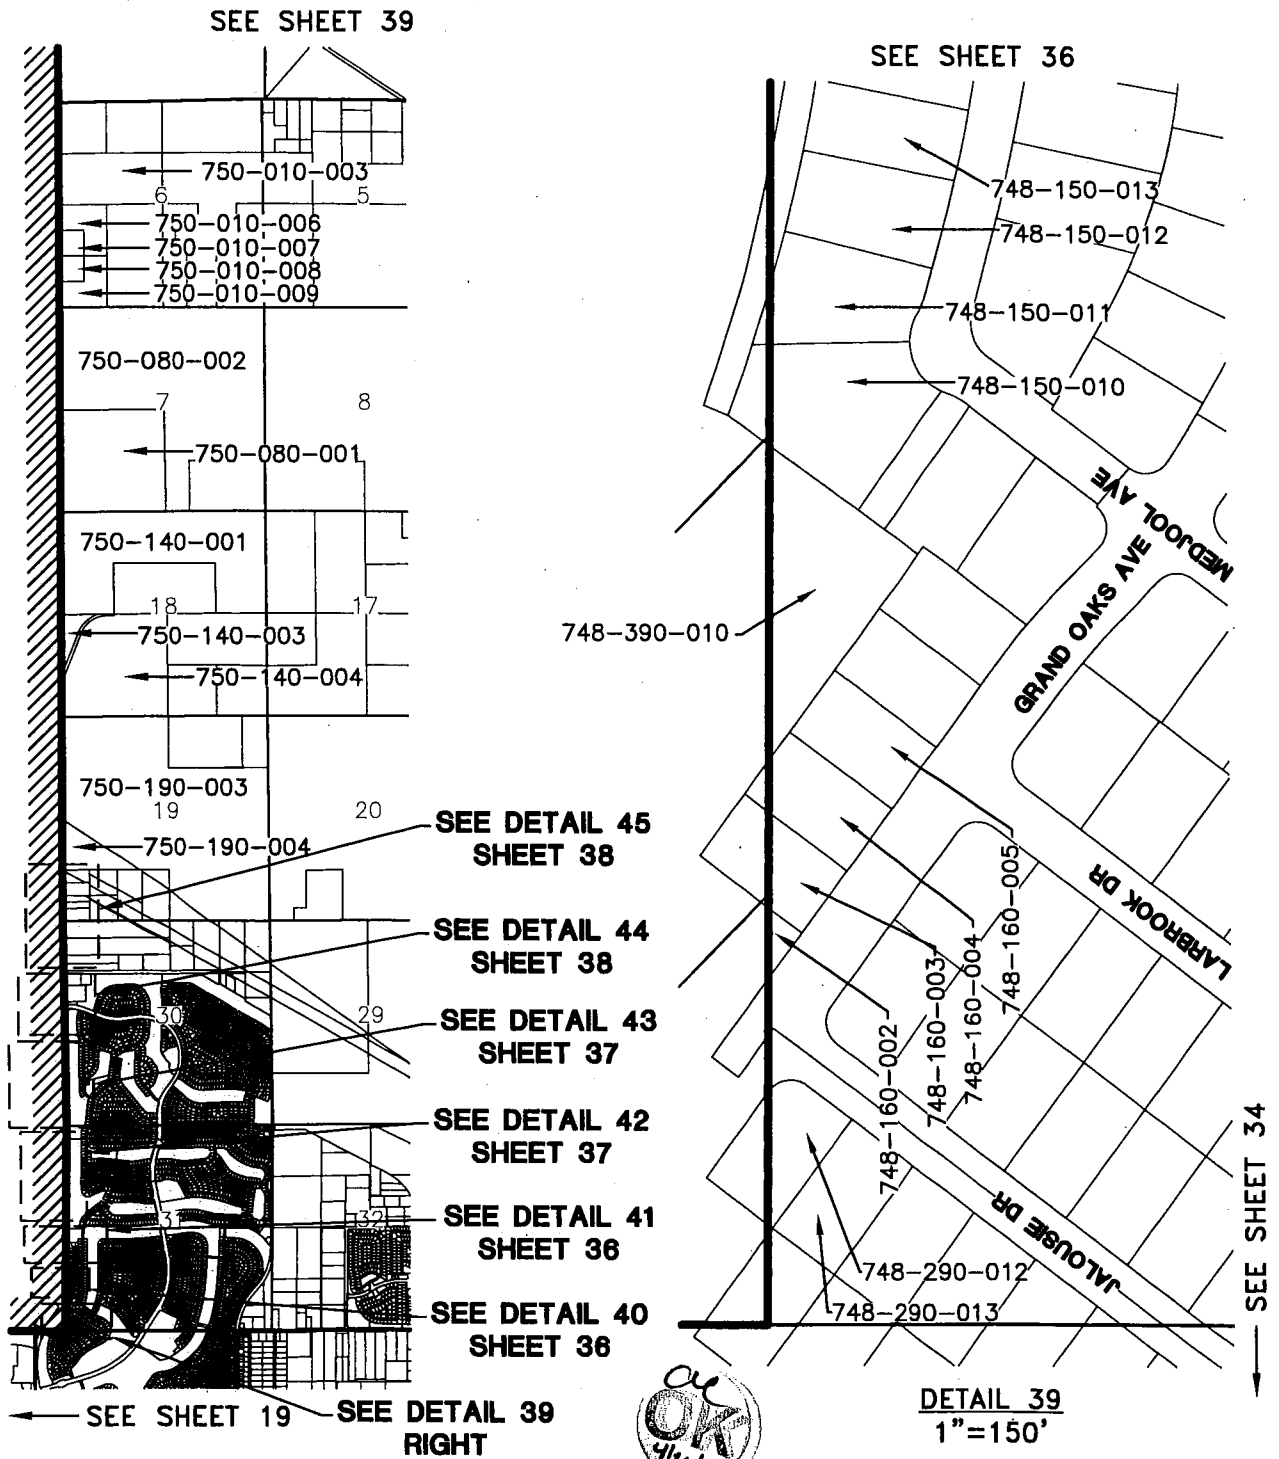 SEE SHEET 39
750-010-003
6
5
750-010-006
750-010-007
750-010-008
750-010-009
750-080-002
7
8
750-080-001
750-140-001
18
17
750-140-003
750-140-004
750-190-003
19
20
750-190-004
SEE DETAIL 45
SHEET 38
SEE DETAIL 44
SHEET 38
30
29
SEE DETAIL 43
SHEET 37
SEE DETAIL 42
SHEET 37
31
32
SEE DETAIL 41
SHEET 36
SEE DETAIL 40
SHEET 36
SEE SHEET 19
SEE DETAIL 39
RIGHT
SEE SHEET 36
748-150-013
748-150-012
748-150-011
748-150-010
MEDJOOL AVE
GRAND OAKS AVE
748-390-010
LARBROOK DR
748-160-005
748-160-004
748-160-003
748-160-002
JALOUSIE DR
748-290-012
748-290-013
SEE SHEET 34
OK
DETAIL 39
1"=150'